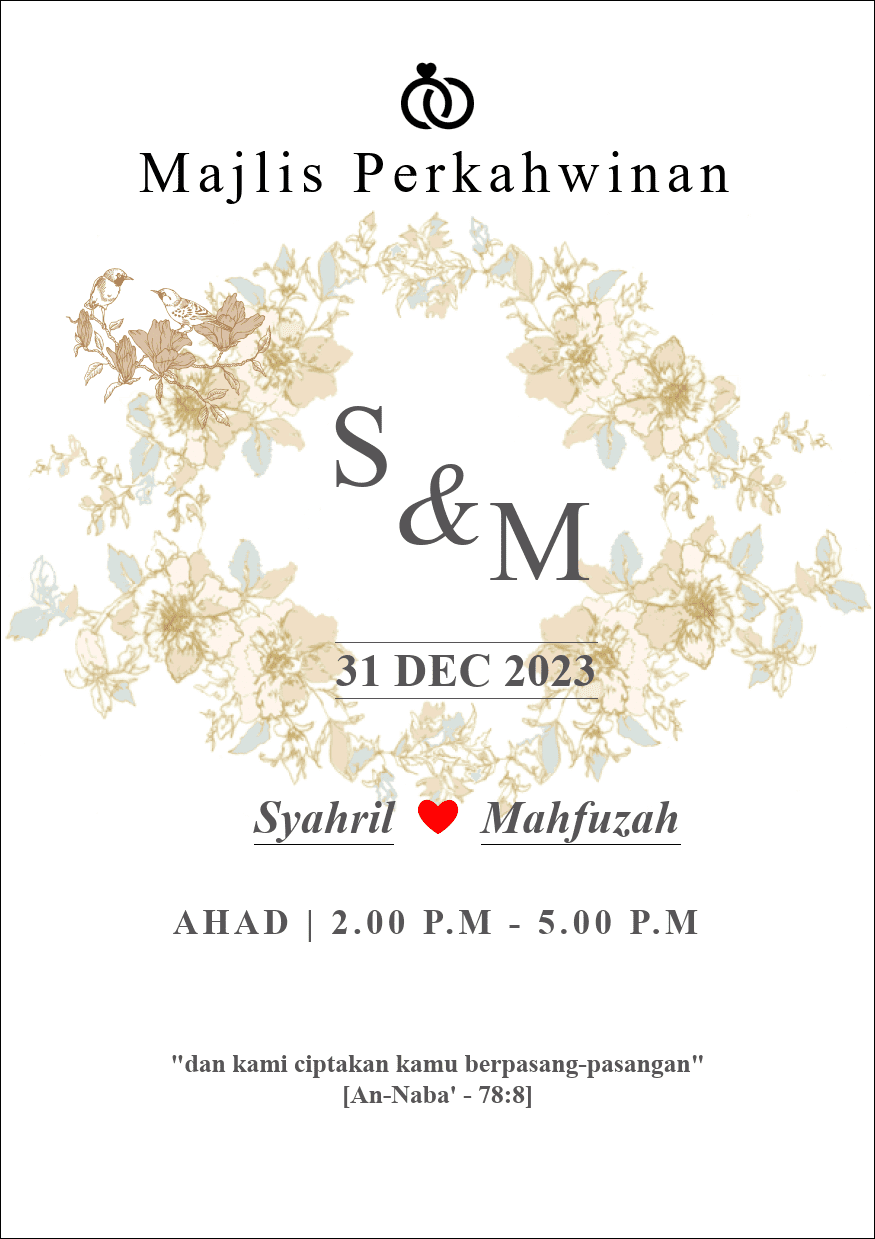 Majlis Perkahwinan
S
&
M
31 DEC 2023
Syahril Mahfuzah
AHAD | 2.00 P.M - 5.00 P.M
"dan kami ciptakan kamu berpasang-pasangan"
[An-Naba' - 78:8]